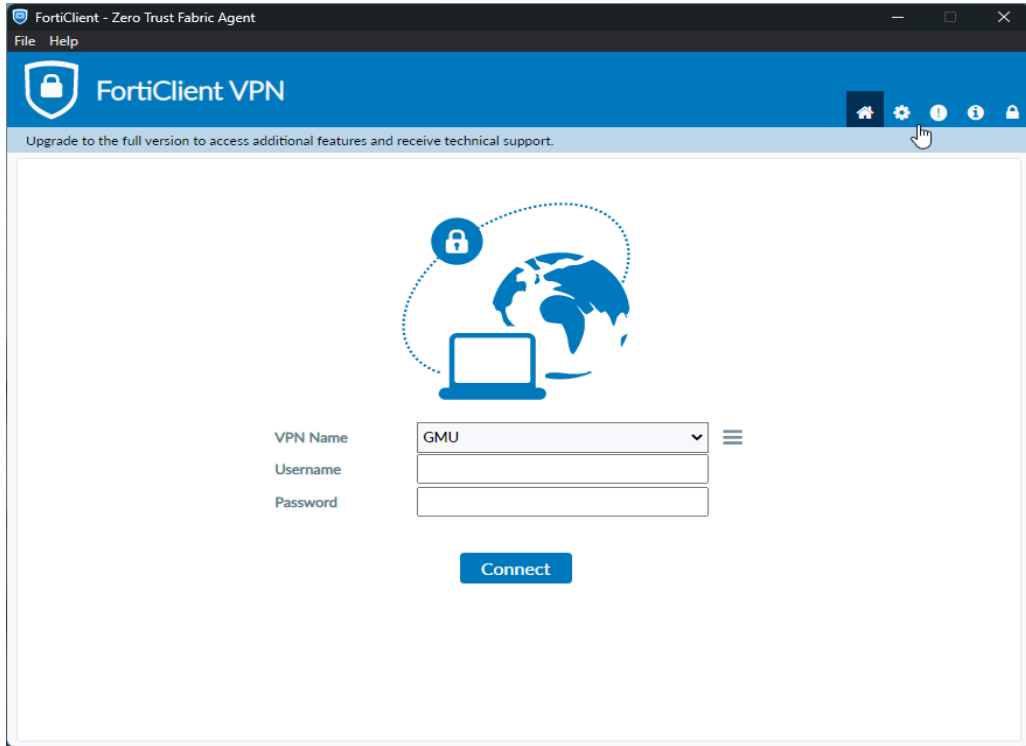 FortiClient - Zero Trust Fabric Agent
File Help
FortiClient VPN
Upgrade to the full version to access additional features and receive technical support.
VPN Name GMU
Username
Password
Connect